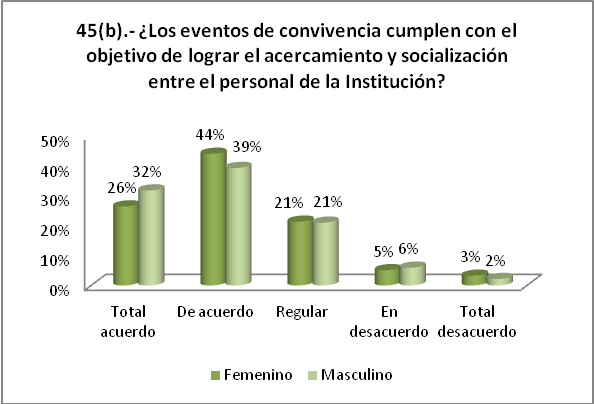 45(b).- ¿Los eventos de convivencia cumplen con el
objetivo de lograr el acercamiento y socialización
entre el personal de la Institución?
50%
40%
30%
20%
10%
0%
26%
32%
44%
39%
21%
21%
5%
6%
3%
2%
Total
acuerdo
De acuerdo
Regular
En
desacuerdo
Total
desacuerdo
Femenino
Masculino